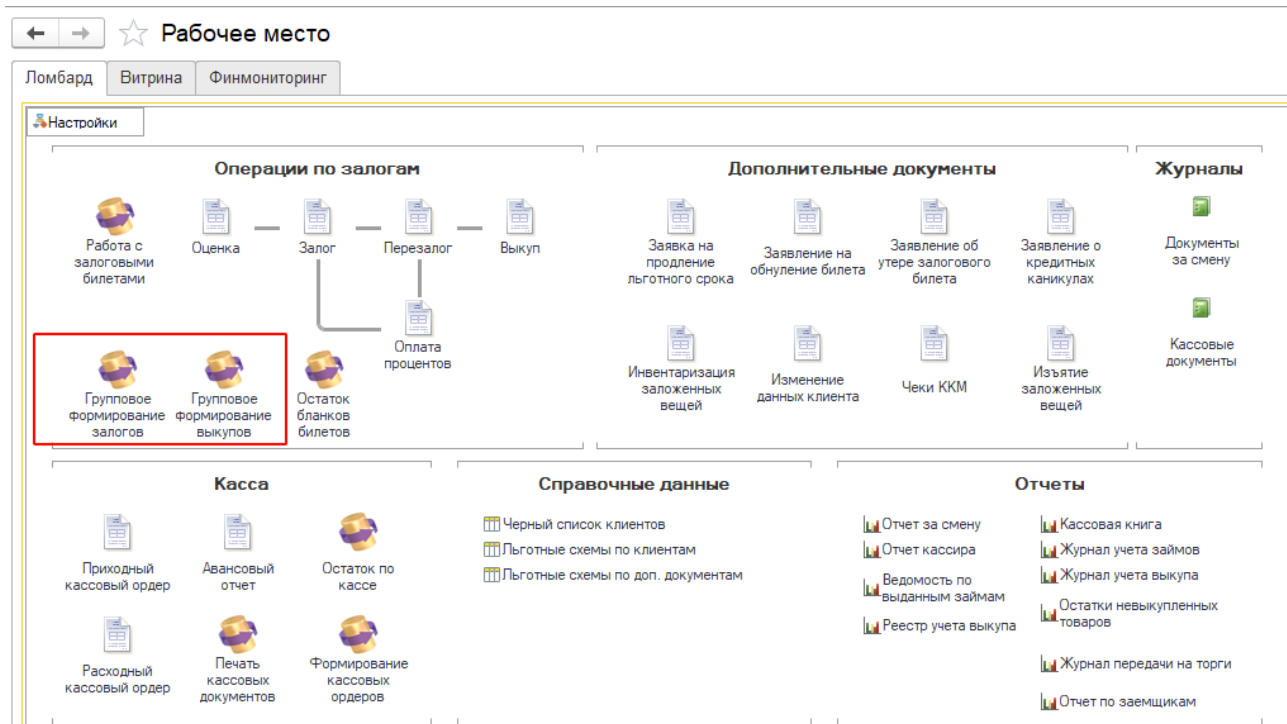 Рабочее место
Ломбард
Витрина
Финмониторинг
Настройки
Операции по залогам
Работа с
залоговыми
билетами
Оценка
Залог
Перезалог
Выкуп
Оплата
процентов
Групповое
формирование
залогов
Групповое
формирование
выкупов
Остаток
бланков
билетов
Дополнительные документы
Заявка на
продление
льготного срока
Заявление на
обнуление билета
Заявление об
утере залогового
билета
Заявление о
кредитных
каникулах
Инвентаризация
заложенных
вещей
Изменение
данных клиента
Чеки ККМ
Изъятие
заложенных
вещей
Журналы
Документы
за смену
Кассовые
документы
Касса
Приходный
кассовый ордер
Авансовый
отчет
Остаток по
кассе
Расходный
кассовый ордер
Печать
кассовых
документов
Формирование
кассовых
ордеров
Справочные данные
Черный список клиентов
Льготные схемы по клиентам
Льготные схемы по доп. документам
Отчеты
Отчет за смену
Отчет кассира
Ведомость по
выданным займам
Реестр учета выкупа
Кассовая книга
Журнал учета займов
Журнал учета выкупа
Остатки невыкупленных
товаров
Журнал передачи на торги
Отчет по заемщикам